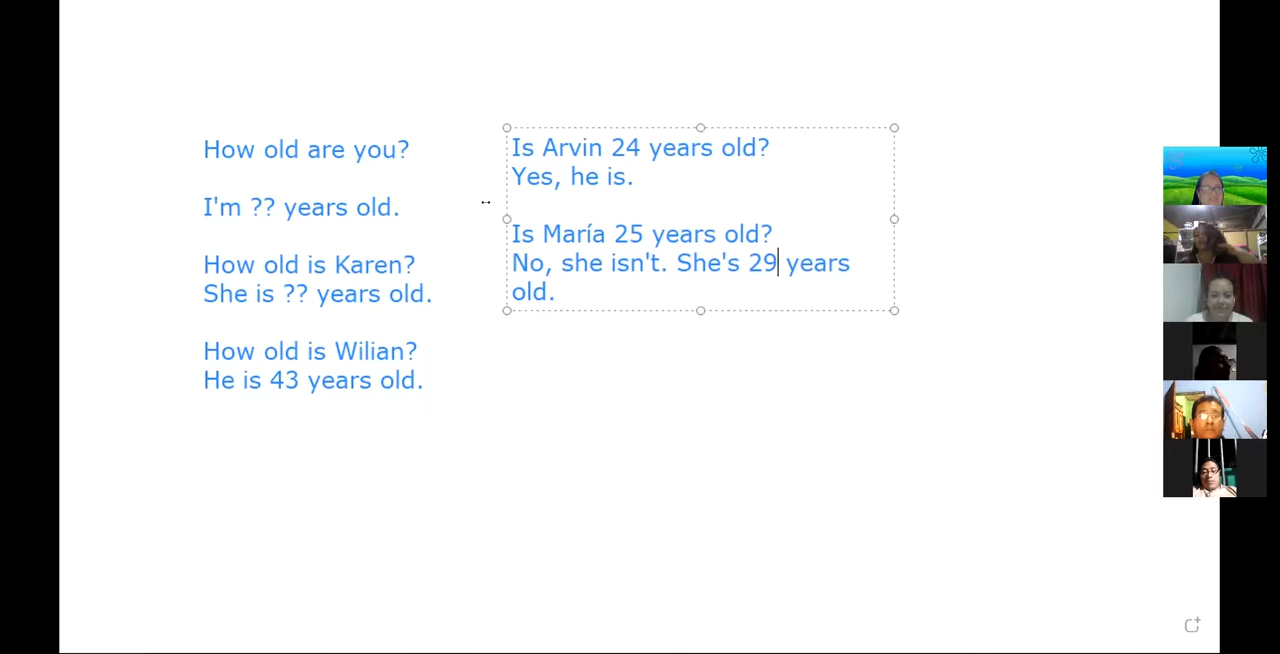 How old are you?
I'm ?? years old.
How old is Karen?
She is ?? years old.
How old is Wilian?
He is 43 years old.
Is Arvin 24 years old?
Yes, he is.
Is María 25 years old?
No, she isn't. She's 29 years
old.